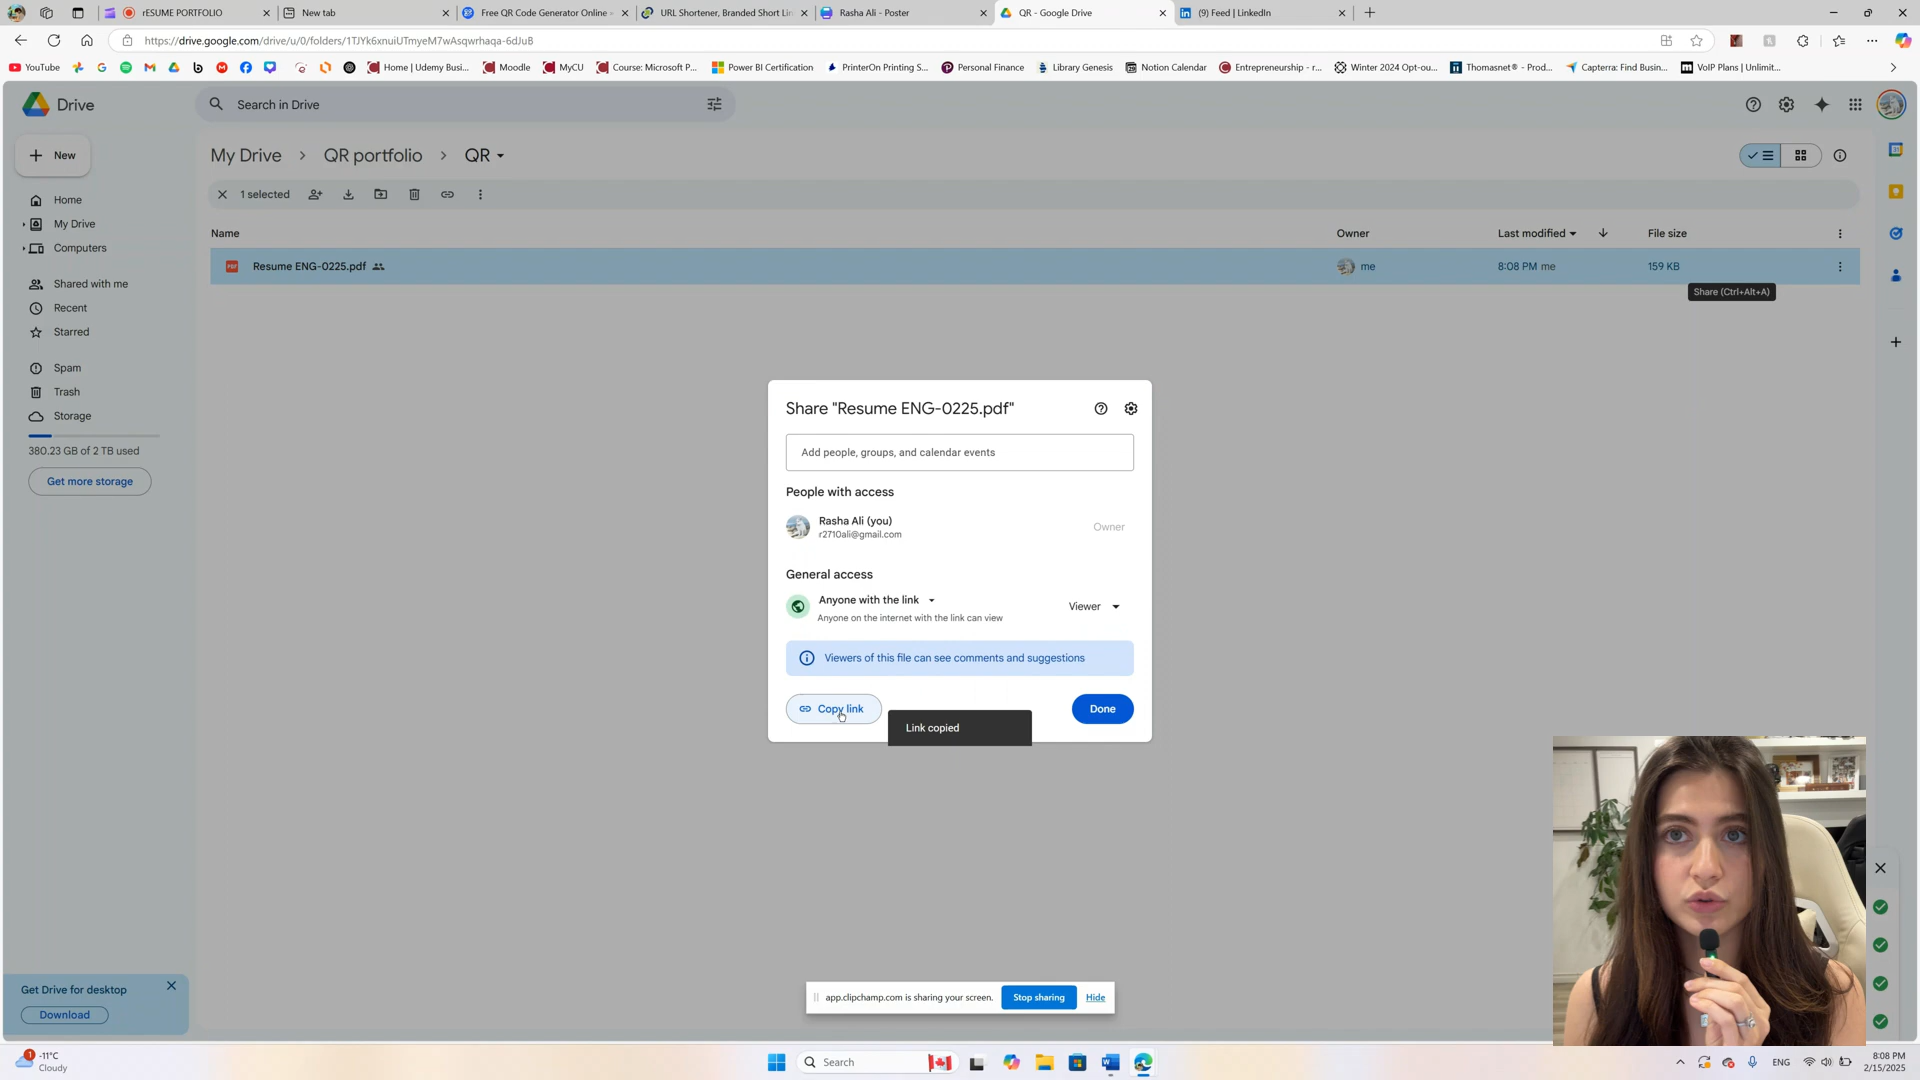 rESUME PORTFOLIO
New tab
Free QR Code Generator Online
URL Shortener, Branded Short Lin
Rasha Ali - Poster
QR - Google Drive
(9) Feed | LinkedIn
https://drive.google.com/drive/u/0/folders/1TJYk6xnuiUTmyeM7wAsqwrhaqa-6dJuB
YouTube
Home | Udemy Busi...
Moodle
MyCU
Course: Microsoft P...
Power BI Certification
PrinterOn Printing S...
Personal Finance
Library Genesis
Notion Calendar
Entrepreneurship - r...
Winter 2024 Opt-ou...
Thomasnet® - Prod...
Capterra: Find Busin...
VoIP Plans | Unlimit...
Drive
Search in Drive
New
My Drive > QR portfolio > QR
1 selected
Home
My Drive
Computers
Shared with me
Recent
Starred
Spam
Trash
Storage
380.23 GB of 2 TB used
Get more storage
Name
Owner
Last modified
File size
PDF
Resume ENG-0225.pdf
me
8:08 PM me
159 KB
Share (Ctrl+Alt+A)
Share "Resume ENG-0225.pdf"
Add people, groups, and calendar events
People with access
Rasha Ali (you)
r2710ali@gmail.com
Owner
General access
Anyone with the link
Anyone on the internet with the link can view
Viewer
Viewers of this file can see comments and suggestions
Copy link
Link copied
Done
Get Drive for desktop
Download
app.clipchamp.com is sharing your screen.
Stop sharing
Hide
1
-11°C
Cloudy
Search
ENG
8:08 PM
2/15/2025